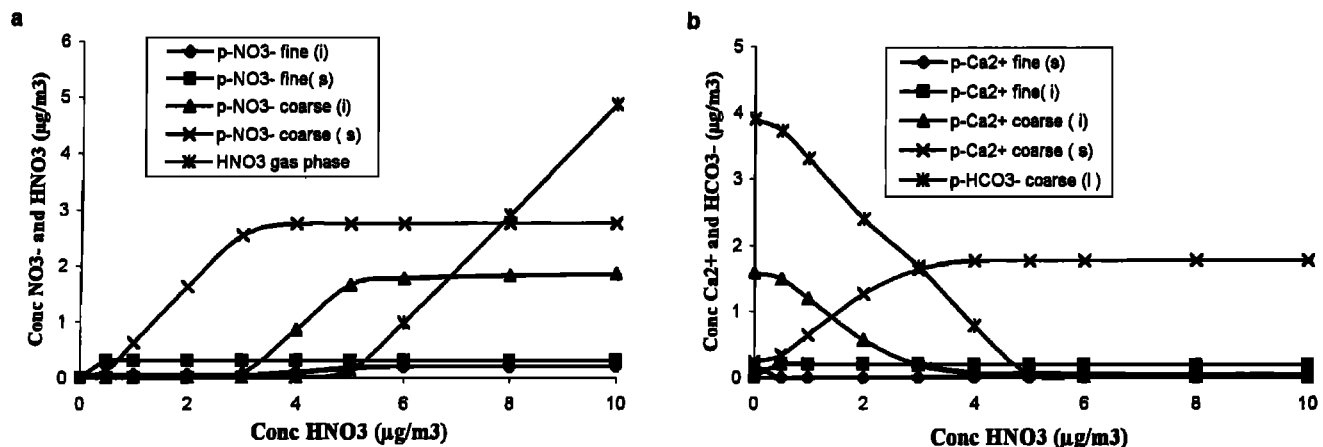 a
6
5
4
3
2
1
0
Conc NO3- and HNO3 (µg/m3)
p-NO3- fine (i)
p-NO3- fine( s)
p-NO3- coarse (i)
p-NO3- coarse ( s)
HNO3 gas phase
0 2 4 6 8 10
Conc HNO3 (µg/m3)
b
5
4
3
2
1
0
Conc Ca2+ and HCO3- (µg/m3)
p-Ca2+ fine (s)
p-Ca2+ fine( i)
p-Ca2+ coarse ( i)
p-Ca2+ coarse ( s)
p-HCO3- coarse (l )
0 2 4 6 8 10
Conc HNO3 (µg/m3)